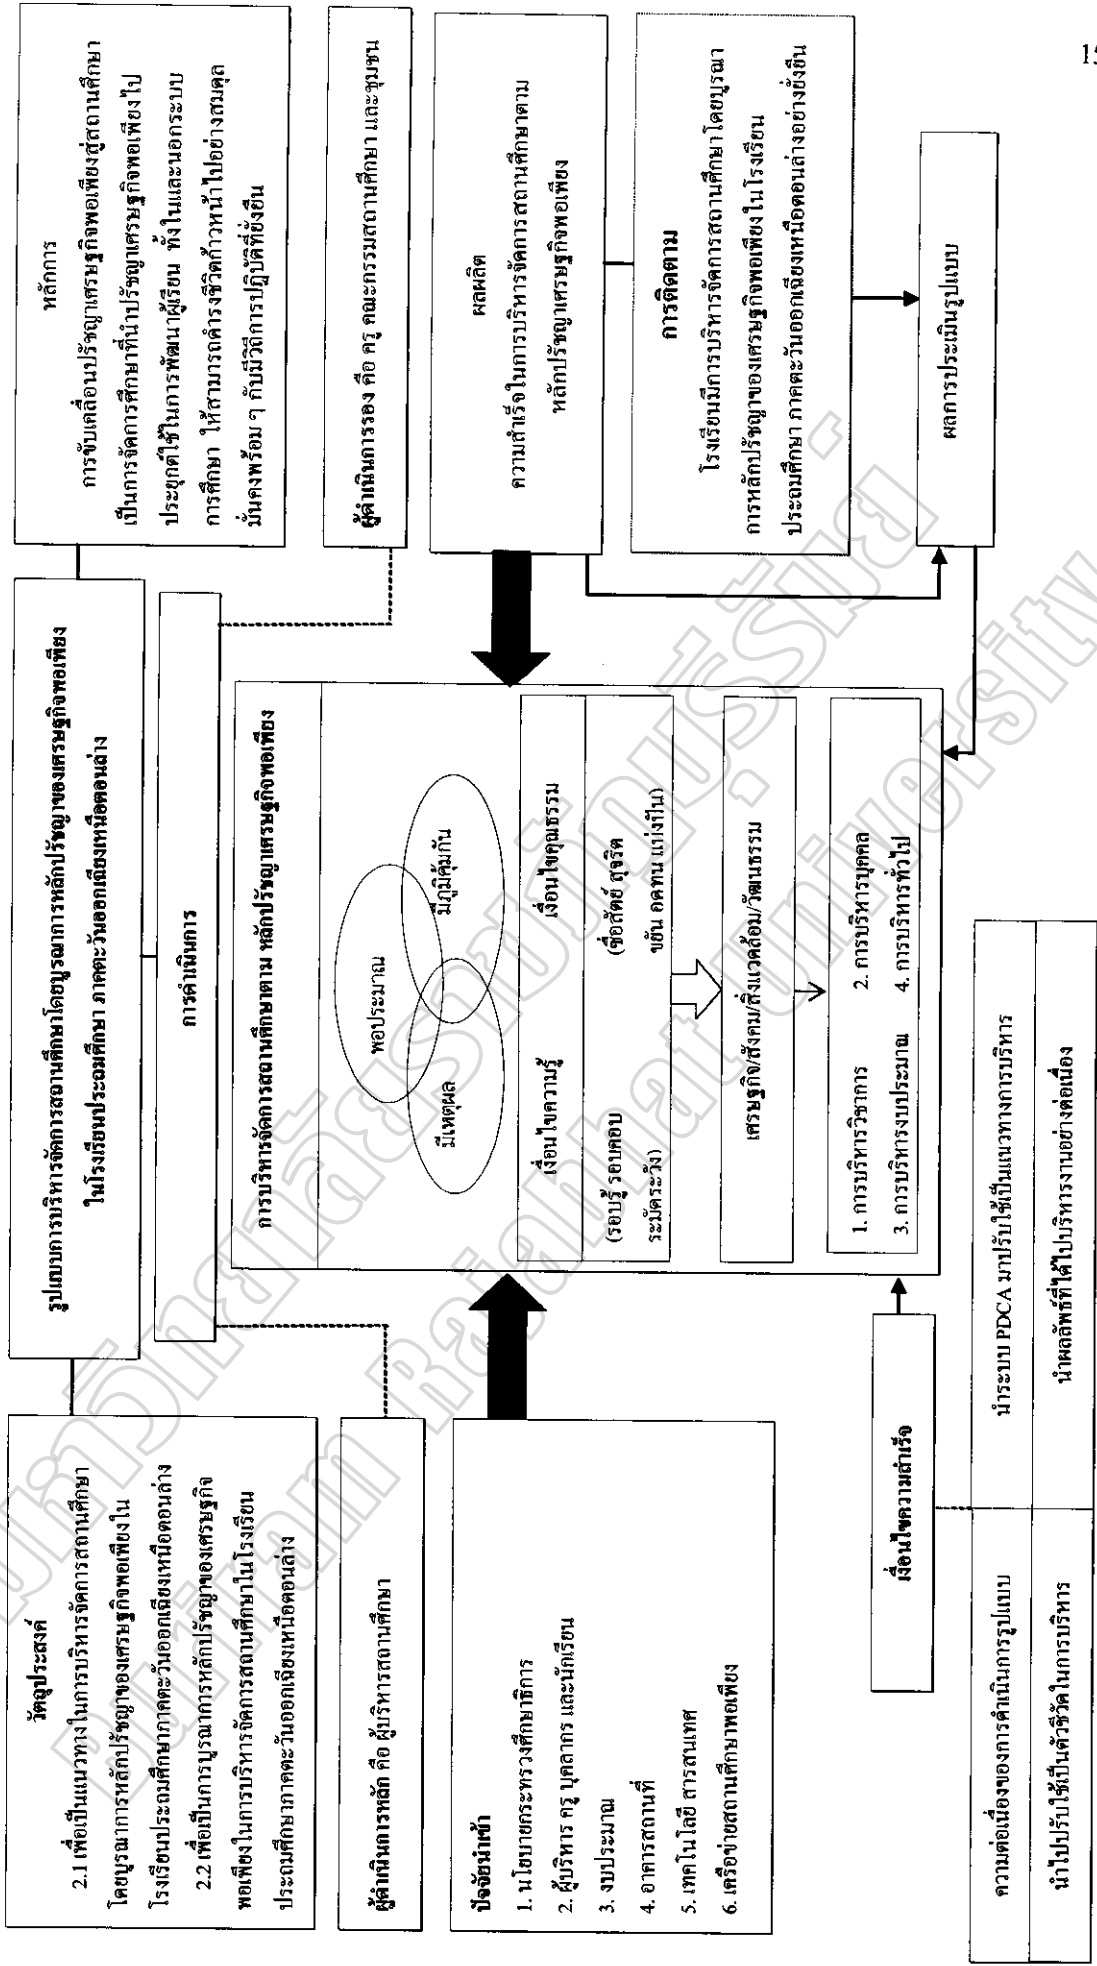 รูปแบบการบริหารจัดการสถานศึกษาโดยบูรณาการหลักปรัชญาของเศรษฐกิจพอเพียง
ในโรงเรียนประถมศึกษา ภาคตะวันออกเฉียงเหนือตอนล่าง
วัตถุประสงค์
2.1 เพื่อเป็นแนวทางในการบริหารจัดการสถานศึกษา
โดยบูรณาการหลักปรัชญาของเศรษฐกิจพอเพียงใน
โรงเรียนประถมศึกษาภาคตะวันออกเฉียงเหนือตอนล่าง
2.2 เพื่อเป็นการบูรณาการหลักปรัชญาของเศรษฐกิจ
พอเพียงในการบริหารจัดการสถานศึกษาในโรงเรียน
ประถมศึกษาภาคตะวันออกเฉียงเหนือตอนล่าง
หลักการ
การขับเคลื่อนปรัชญาเศรษฐกิจพอเพียงสู่สถานศึกษา
เป็นการจัดการศึกษาที่นำปรัชญาเศรษฐกิจพอเพียงไป
ประยุกต์ใช้ในการพัฒนาผู้เรียน ทั้งในและนอกระบบ
การศึกษา ให้สามารถดำรงชีวิตก้าวหน้าไปอย่างสมดุล
มั่นคงพร้อม ๆ กับมีวิถีการปฏิบัติที่ยั่งยืน
การดำเนินการ
ผู้ดำเนินการหลัก คือ ผู้บริหารสถานศึกษา
ผู้ดำเนินการรอง คือ ครู คณะกรรมสถานศึกษา และชุมชน
ปัจจัยนำเข้า
1. นโยบายกระทรวงศึกษาธิการ
2. ผู้บริหาร ครู บุคลากร และนักเรียน
3. งบประมาณ
4. อาคารสถานที่
5. เทคโนโลยี สารสนเทศ
6. เครือข่ายสถานศึกษาพอเพียง
การบริหารจัดการสถานศึกษาตาม หลักปรัชญาเศรษฐกิจพอเพียง
พอประมาณ
มีเหตุผล
มีภูมิคุ้มกัน
เงื่อนไขความรู้
(รอบรู้ รอบคอบ
ระมัดระวัง)
เงื่อนไขคุณธรรม
(ซื่อสัตย์ สุจริต
ขยัน อดทน แบ่งปัน)
เศรษฐกิจ/สังคม/สิ่งแวดล้อม/วัฒนธรรม
1. การบริหารวิชาการ 2. การบริหารบุคคล
3. การบริหารงบประมาณ 4. การบริหารทั่วไป
ผลผลิต
ความสำเร็จในการบริหารจัดการสถานศึกษาตาม
หลักปรัชญาเศรษฐกิจพอเพียง
การติดตาม
โรงเรียนมีการบริหารจัดการสถานศึกษาโดยบูรณา
การหลักปรัชญาของเศรษฐกิจพอเพียงในโรงเรียน
ประถมศึกษา ภาคตะวันออกเฉียงเหนือตอนล่างอย่างยั่งยืน
ผลการประเมินรูปแบบ
เงื่อนไขความสำเร็จ
ความต่อเนื่องของการดำเนินการรูปแบบ
นำระบบ PDCA มาปรับใช้เป็นแนวทางการบริหาร
นำไปปรับใช้เป็นตัวชี้วัดในการบริหาร
นำผลลัพธ์ที่ได้ไปบริหารงานอย่างต่อเนื่อง
มหาวิทยาลัยราชภัฏบุรีรัมย์
Buriram Rajabhat University